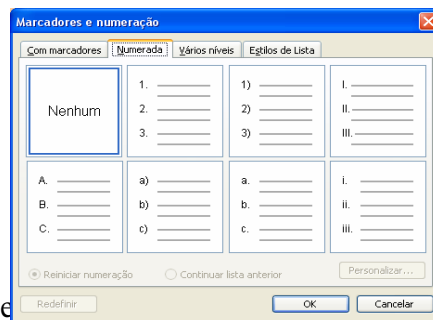 Marcadores e numeração
Com marcadores Numerada Vários níveis Estilos de Lista
Nenhum
1.
2.
3.
1)
2)
3)
I.
II.
III.
A.
B.
C.
a)
b)
c)
a.
b.
c.
i.
ii.
iii.
Reiniciar numeração Continuar lista anterior Personalizar...
e Redefinir OK Cancelar